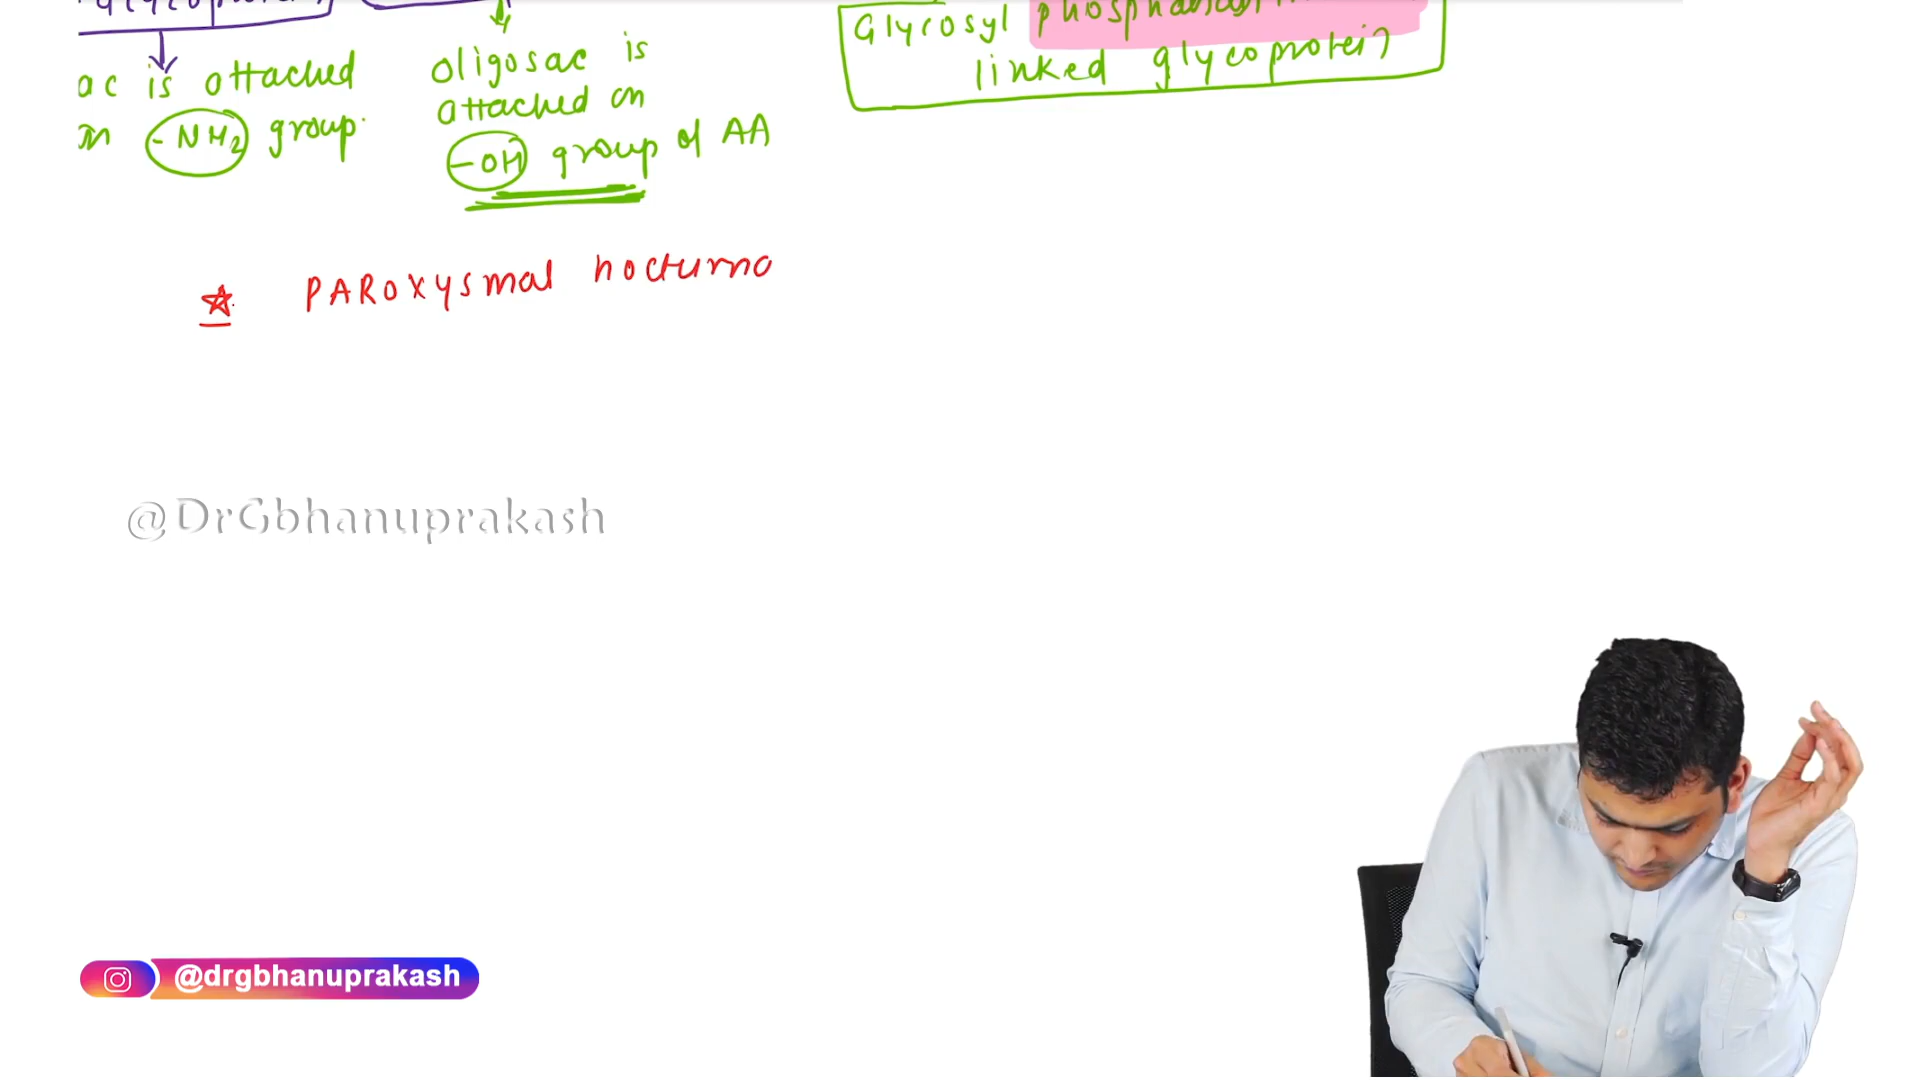 ac is attached
on -NH2 group.
oligosac is
attached on
-OH group of AA
Glycosyl
linked glycoprotein
PARoxysmal nocturno
@DrGbhanuprakash
@drgbhanuprakash